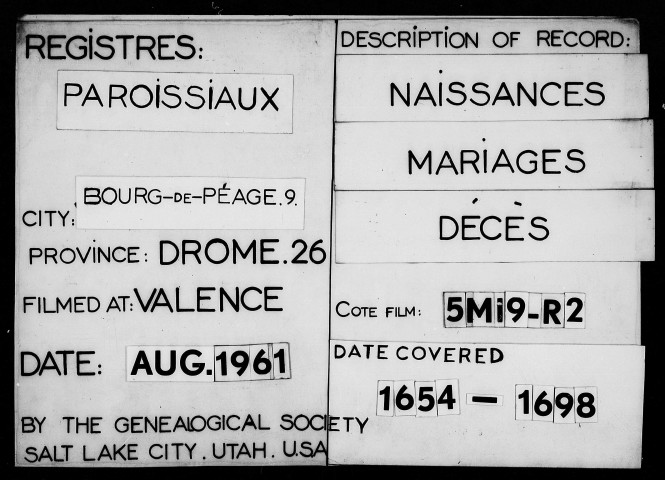 REGISTRES:
PAROISSIAUX
CITY: BOURG-DE-PÉAGE.9.
PROVINCE: DROME.26
FILMED AT: VALENCE
DATE: AUG.1961
BY THE GENEALOGICAL SOCIETY
SALT LAKE CITY. UTAH. U.S.A
DESCRIPTION OF RECORD:
NAISSANCES
MARIAGES
DÉCÈS
COTE FILM: 5Mi9-R2
DATE COVERED
1654 - 1698